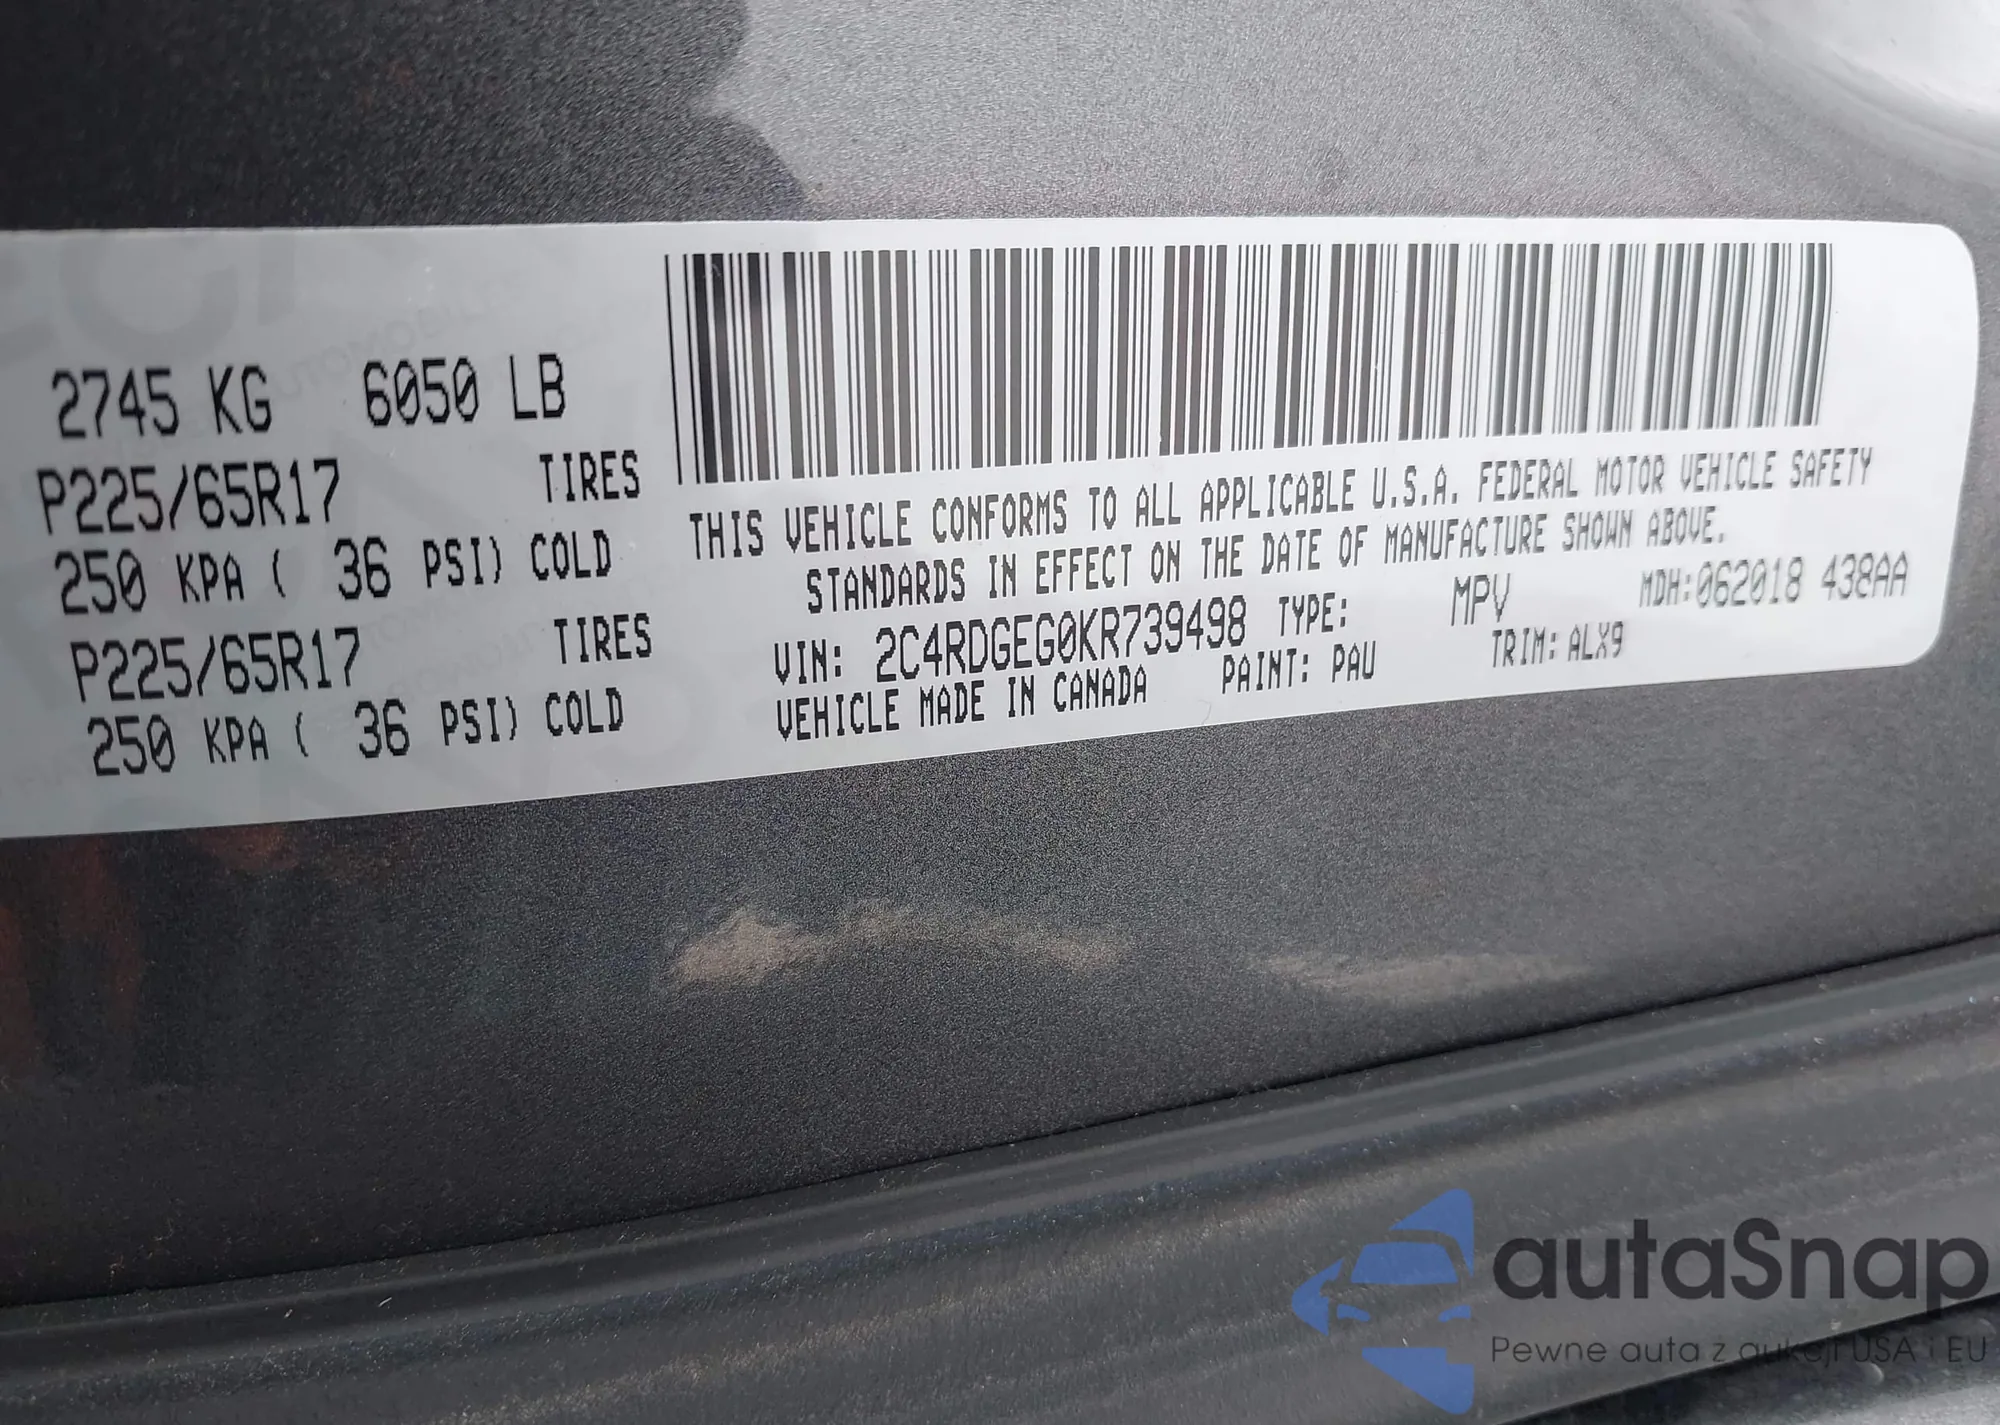 2745 KG 6050 LB
P225/65R17 TIRES
250 KPA ( 36 PSI) COLD
P225/65R17 TIRES
250 KPA ( 36 PSI) COLD
THIS VEHICLE CONFORMS TO ALL APPLICABLE U.S.A. FEDERAL MOTOR VEHICLE SAFETY
STANDARDS IN EFFECT ON THE DATE OF MANUFACTURE SHOWN ABOVE.
MDH:062018 438AA
VIN: 2C4RDGEG0KR739498 TYPE: MPV
VEHICLE MADE IN CANADA PAINT: PAU TRIM: ALX9
autaSnap
Pewne auta z aukcji USA i EU